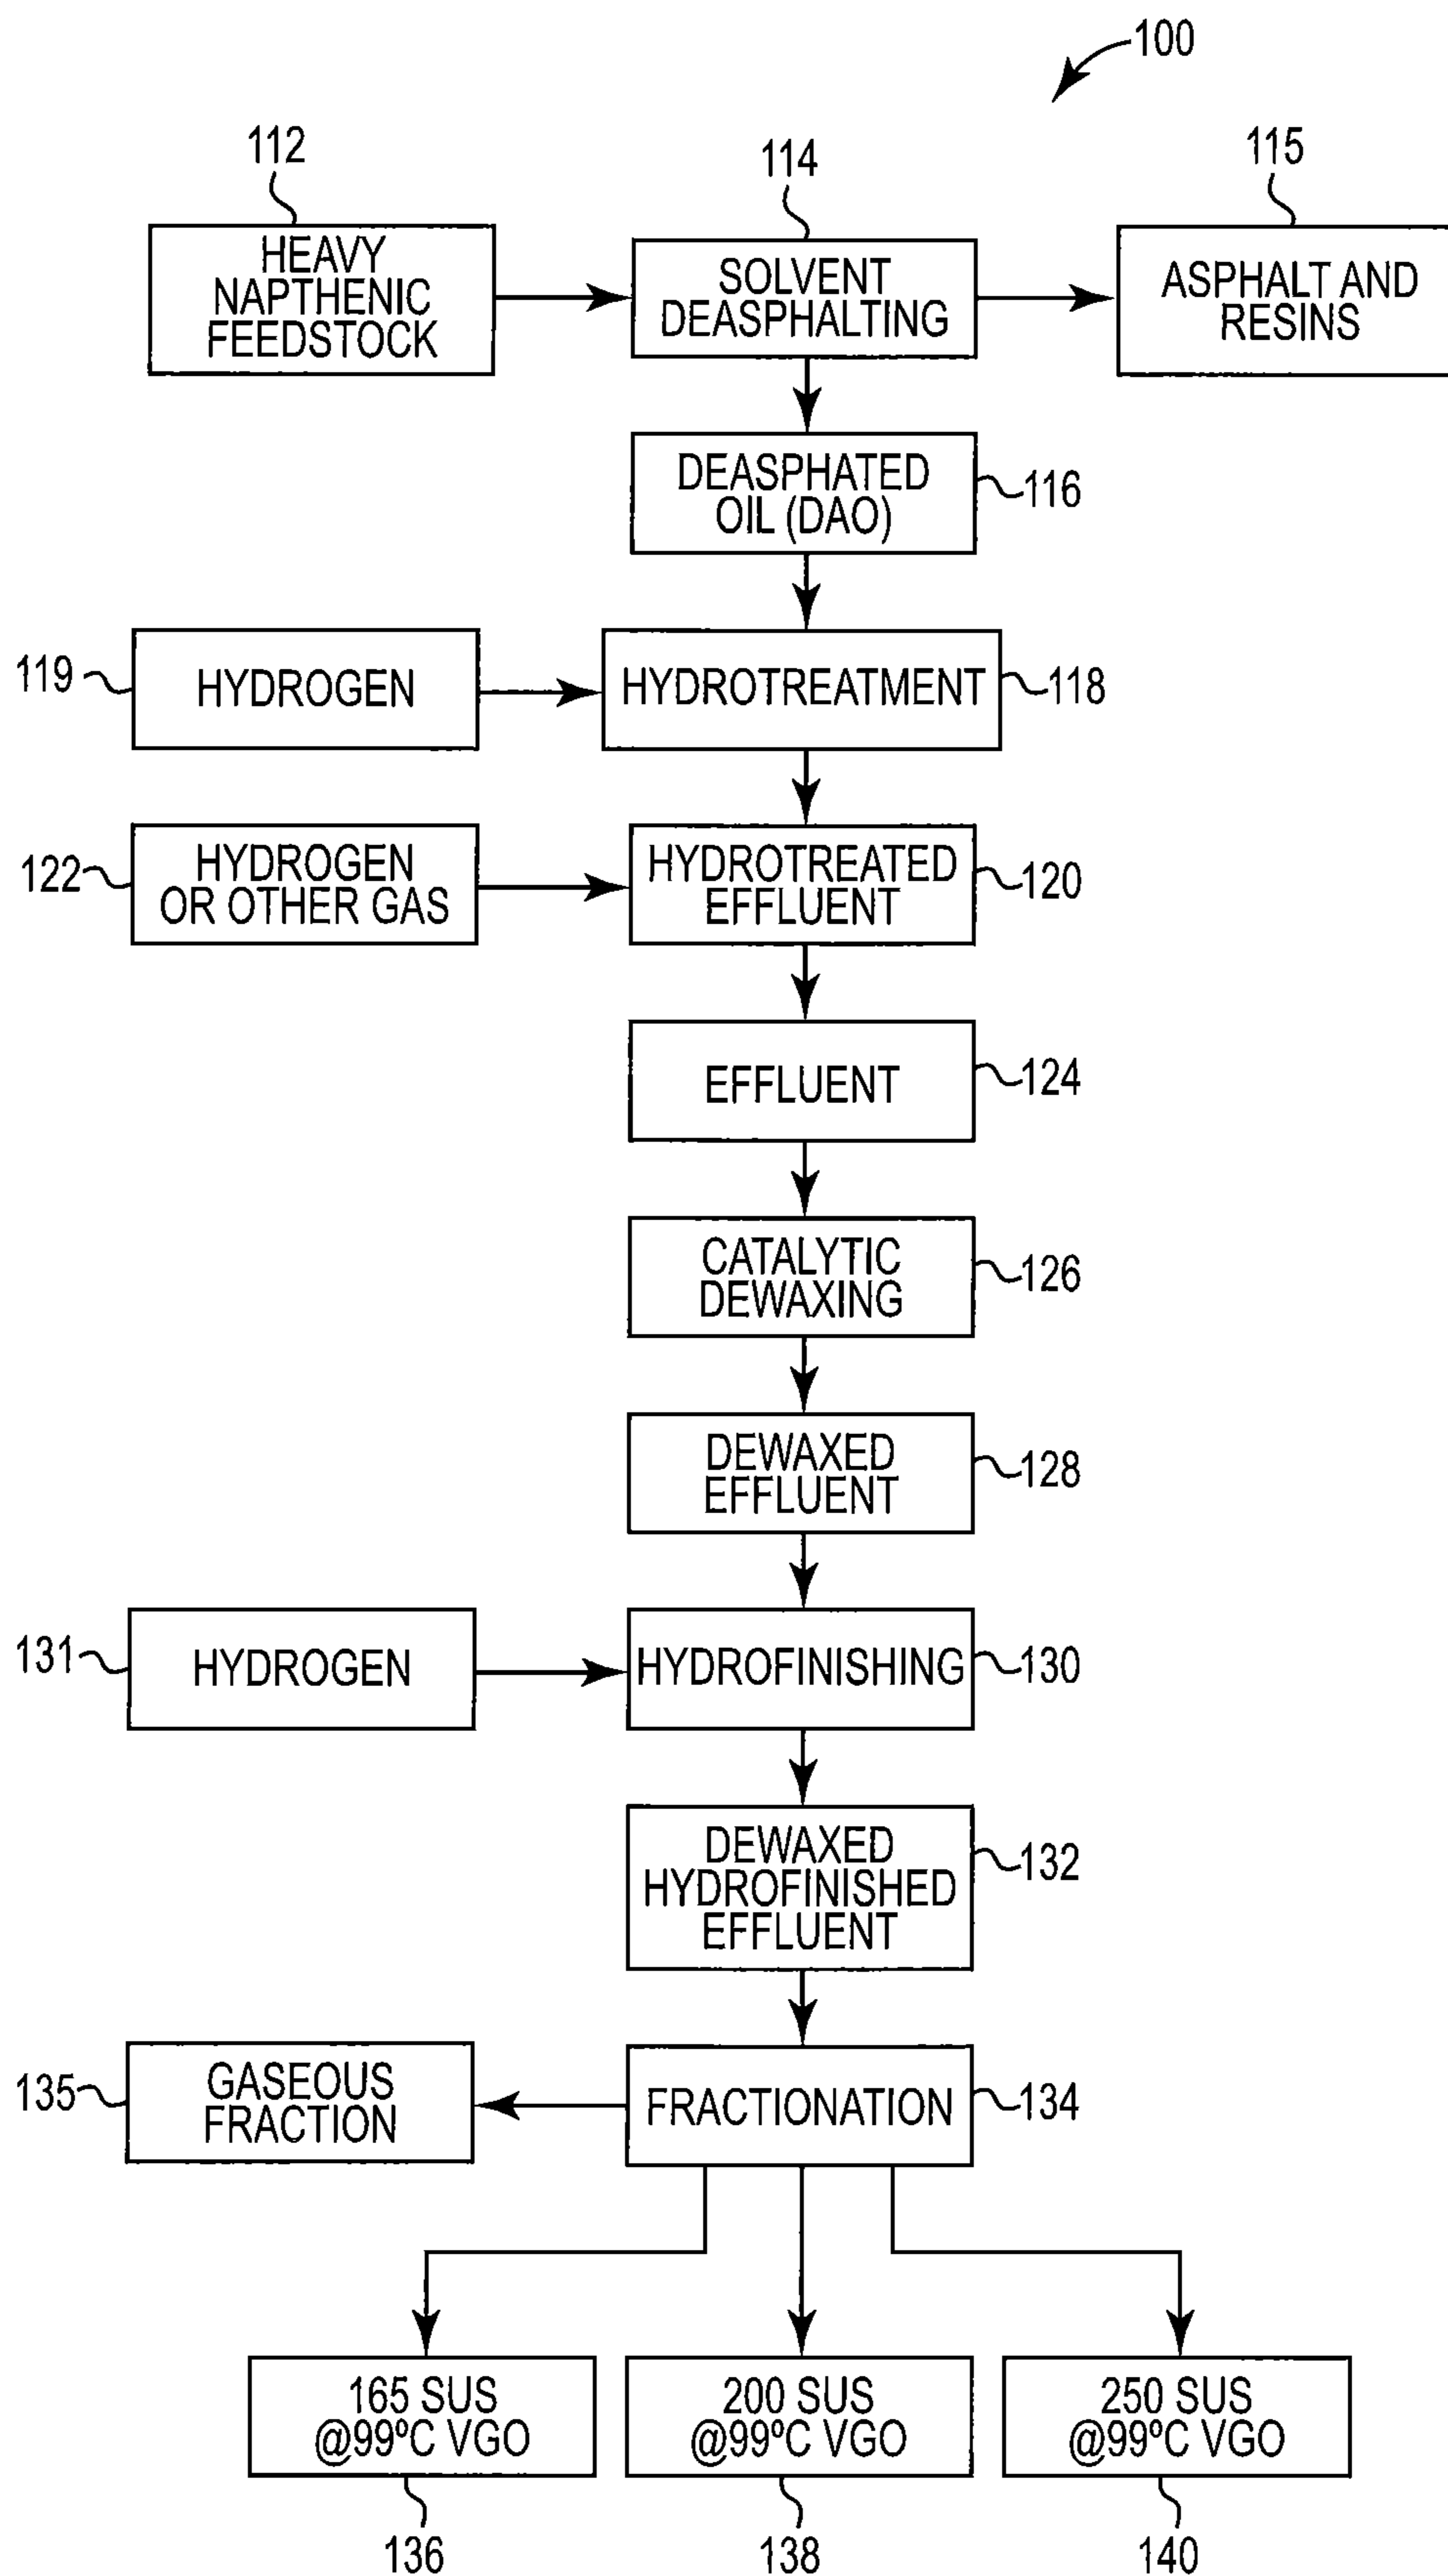 100
112
114
115
HEAVY
NAPTHENIC
FEEDSTOCK
SOLVENT
DEASPHALTING
ASPHALT AND
RESINS
DEASPHATED
OIL (DAO)
116
119
HYDROGEN
HYDROTREATMENT
118
122
HYDROGEN
OR OTHER GAS
HYDROTREATED
EFFLUENT
120
EFFLUENT
124
CATALYTIC
DEWAXING
126
DEWAXED
EFFLUENT
128
131
HYDROGEN
HYDROFINISHING
130
DEWAXED
HYDROFINISHED
EFFLUENT
132
135
GASEOUS
FRACTION
FRACTIONATION
134
165 SUS
@99ºC VGO
200 SUS
@99ºC VGO
250 SUS
@99ºC VGO
136
138
140